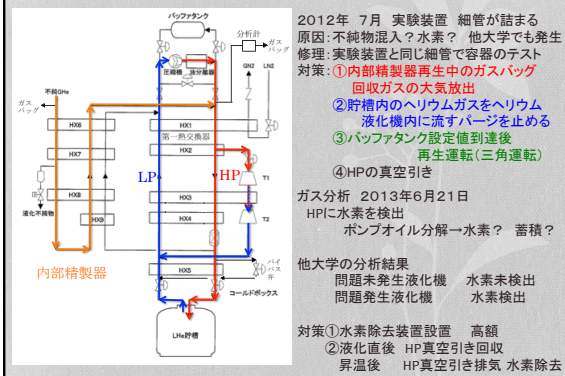 バッファタンク
分析計
ガス
バッグ
圧縮機
油分離器
GN2
LN2
ガス
バッグ
不純GHe
HX6
HX1
第一熱交換器
HX7
HX2
LP
HP
T1
HX8
HX3
液化不純物
HX9
HX4
T2
内部精製器
HX5
バイ
パス
弁
コールドボックス
LHe貯槽
2012年 7月 実験装置 細管が詰まる
原因:不純物混入？水素？ 他大学でも発生
修理:実験装置と同じ細管で容器のテスト
対策:①内部精製器再生中のガスバッグ
回収ガスの大気放出
②貯槽内のヘリウムガスをヘリウム
液化機内に流すパージを止める
③バッファタンク設定値到達後
再生運転(三角運転)
④HPの真空引き
ガス分析 2013年6月21日
HPに水素を検出
ポンプオイル分解→水素？ 蓄積？
他大学の分析結果
問題未発生液化機 水素未検出
問題発生液化機 水素検出
対策①水素除去装置設置 高額
②液化直後 HP真空引き回収
昇温後 HP真空引き排気 水素除去